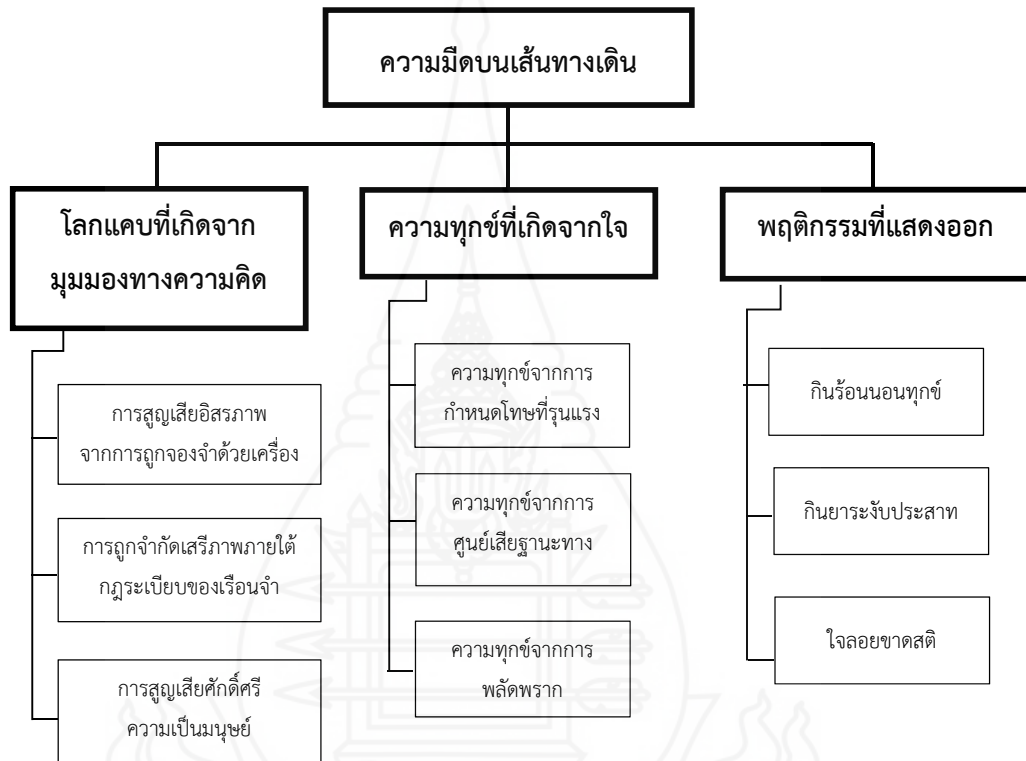 ความมืดบนเส้นทางเดิน
โลกแคบที่เกิดจาก
มุมมองทางความคิด
การสูญเสียอิสรภาพ
จากการถูกจองจำด้วยเครื่อง
การถูกจำกัดเสรีภาพภายใต้
กฎระเบียบของเรือนจำ
การสูญเสียศักดิ์ศรี
ความเป็นมนุษย์
ความทุกข์ที่เกิดจากใจ
ความทุกข์จากการ
กำหนดโทษที่รุนแรง
ความทุกข์จากการ
ศูนย์เสียฐานะทาง
ความทุกข์จากการ
พลัดพราก
พฤติกรรมที่แสดงออก
กินร้อนนอนทุกข์
กินยาระงับประสาท
ใจลอยขาดสติ